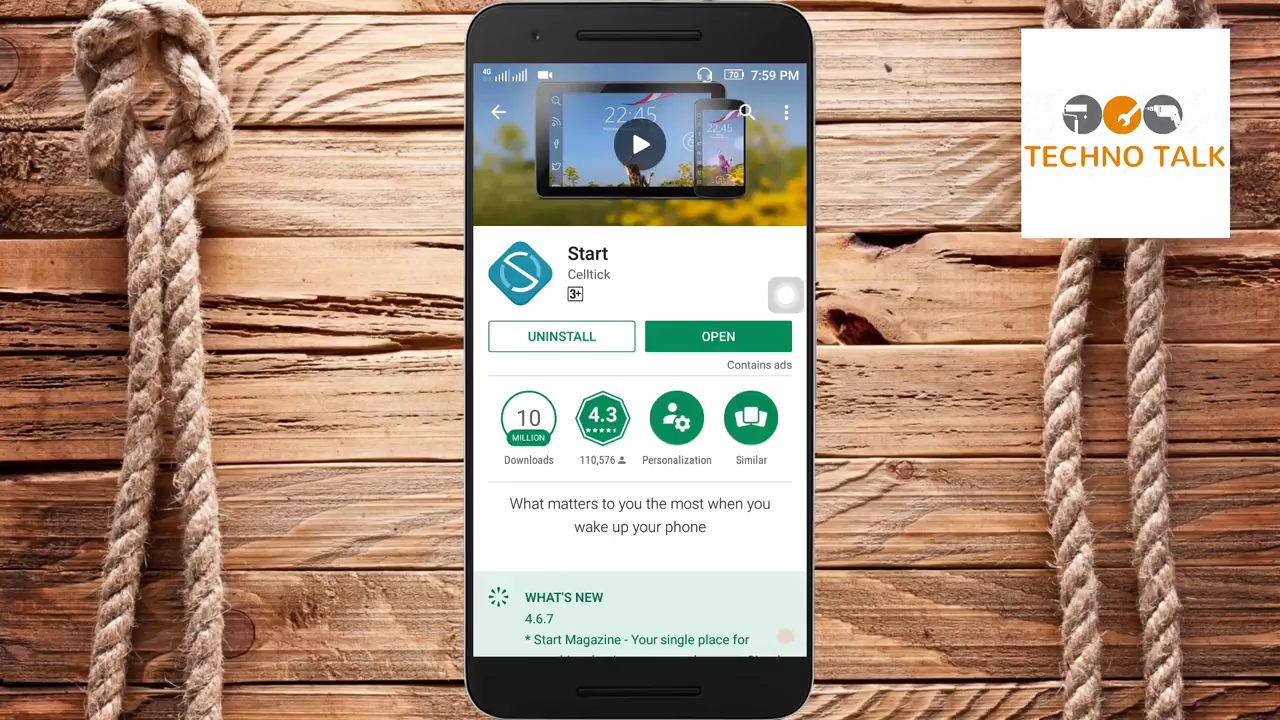 4G
70
7:59 PM
22:45
22:45
TECHNO TALK
Start
Celltick
3+
UNINSTALL
OPEN
Contains ads
10
MILLION
4.3
Downloads
110,576
Personalization
Similar
What matters to you the most when you
wake up your phone
WHAT'S NEW
4.6.7
* Start Magazine - Your single place for